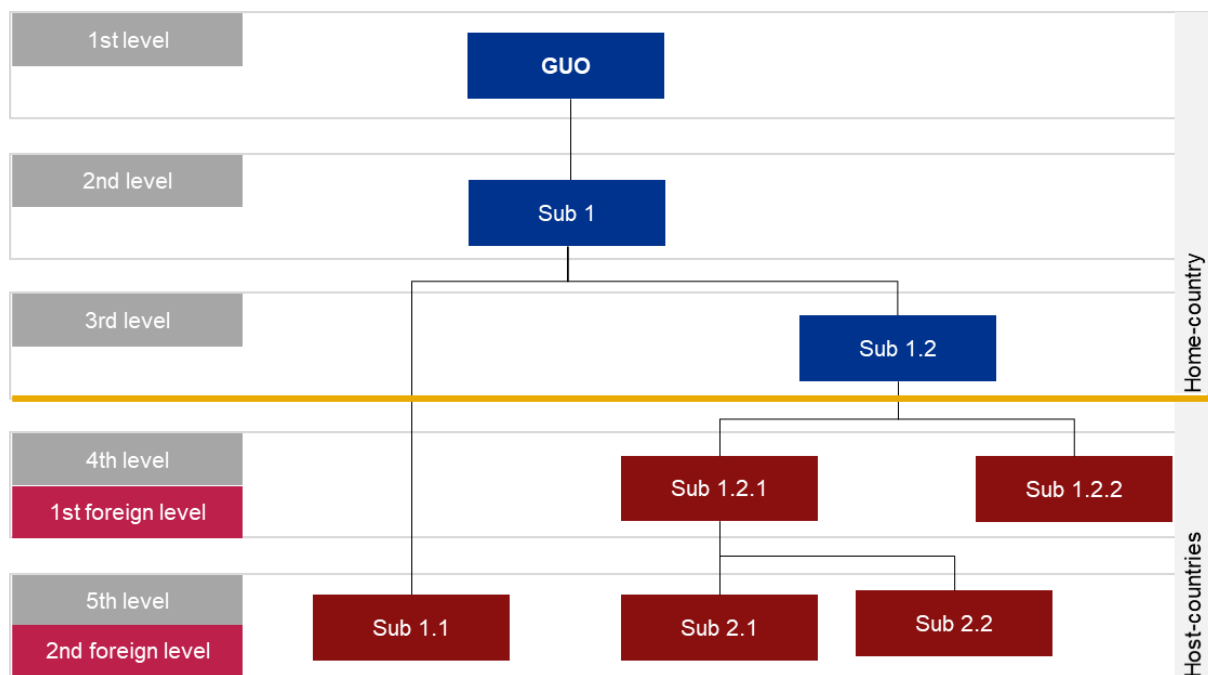 1st level
GUO
2nd level
Sub 1
3rd level
Sub 1.2
Home-country
4th level
1st foreign level
Sub 1.2.1
Sub 1.2.2
5th level
2nd foreign level
Sub 1.1
Sub 2.1
Sub 2.2
Host-countries